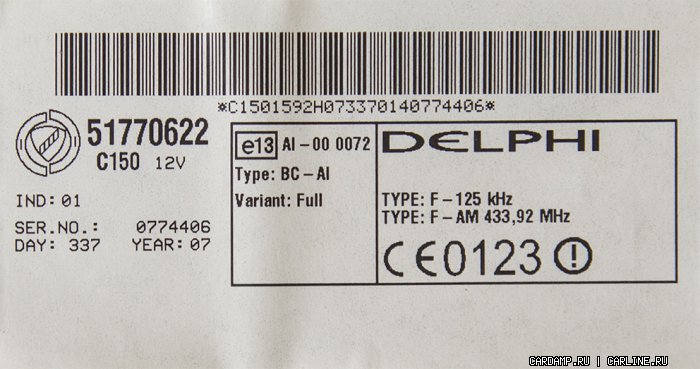 *C1501592H073370140774406*
51770622
C150 12V
IND: 01
SER.NO.: 0774406
DAY: 337 YEAR: 07
e13 AI-00 0072
Type: BC-AI
Variant: Full
DELPHI
TYPE: F-125 kHz
TYPE: F-AM 433,92 MHz
CE0123
CARDAMP.RU | CARLINE.RU